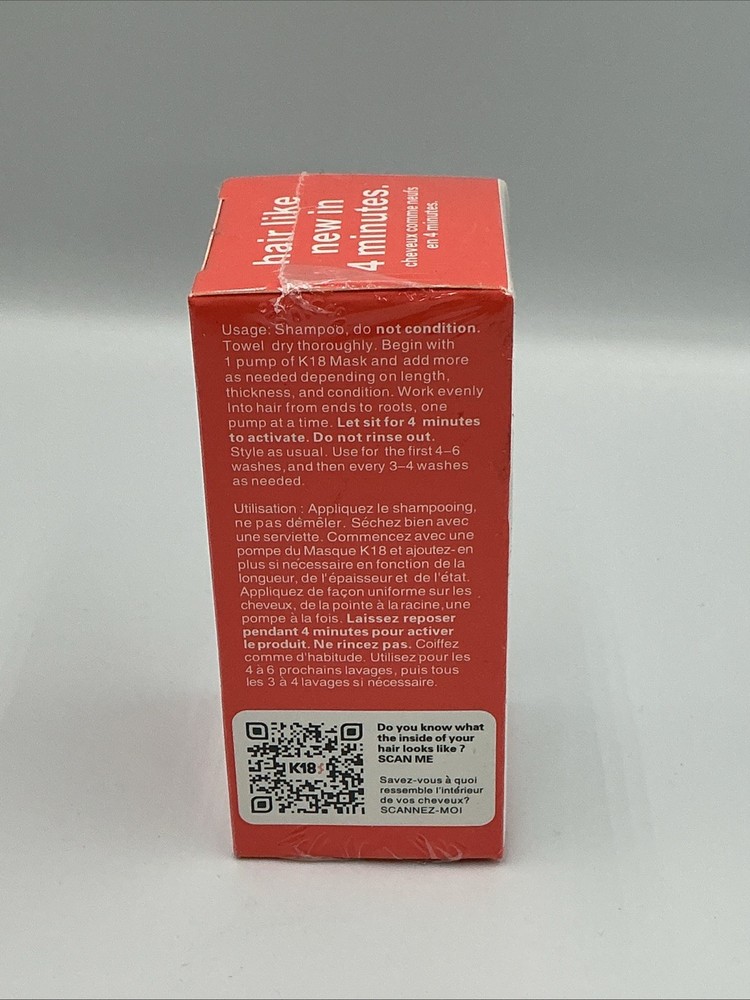 hair like
new in
4 minutes.
cheveux comme neufs
en 4 minutes.
Usage: Shampoo, do not condition.
Towel dry thoroughly. Begin with
1 pump of K18 Mask and add more
as needed depending on length,
thickness, and condition. Work evenly
Into hair from ends to roots, one
pump at a time. Let sit for 4 minutes
to activate. Do not rinse out.
Style as usual. Use for the first 4–6
washes, and then every 3–4 washes
as needed.
Utilisation : Appliquez le shampooing,
ne pas démêler. Séchez bien avec
une serviette. Commencez avec une
pompe du Masque K18 et ajoutez-en
plus si nécessaire en fonction de la
longueur, de l'épaisseur et de l'état.
Appliquez de façon uniforme sur les
cheveux, de la pointe à la racine, une
pompe à la fois. Laissez reposer
pendant 4 minutes pour activer
le produit. Ne rincez pas. Coiffez
comme d'habitude. Utilisez pour les
4 à 6 prochains lavages, puis tous
les 3 à 4 lavages si nécessaire.
K18
Do you know what
the inside of your
hair looks like ?
SCAN ME
Savez-vous à quoi
ressemble l'intérieur
de vos cheveux?
SCANNEZ-MOI